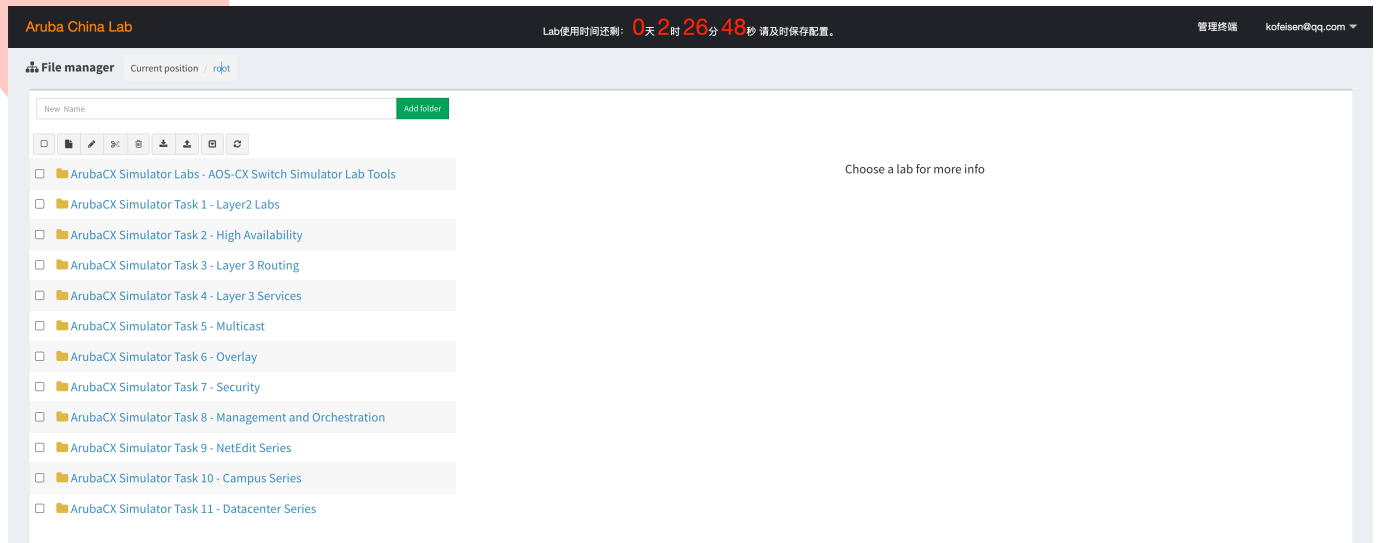 Aruba China Lab
Lab使用时间还剩： 0天 2时 26分 48秒 请及时保存配置。
管理终端
kofeisen@qq.com
File manager
Current position / root
New Name
Add folder
ArubaCX Simulator Labs - AOS-CX Switch Simulator Lab Tools
ArubaCX Simulator Task 1 - Layer2 Labs
ArubaCX Simulator Task 2 - High Availability
ArubaCX Simulator Task 3 - Layer 3 Routing
ArubaCX Simulator Task 4 - Layer 3 Services
ArubaCX Simulator Task 5 - Multicast
ArubaCX Simulator Task 6 - Overlay
ArubaCX Simulator Task 7 - Security
ArubaCX Simulator Task 8 - Management and Orchestration
ArubaCX Simulator Task 9 - NetEdit Series
ArubaCX Simulator Task 10 - Campus Series
ArubaCX Simulator Task 11 - Datacenter Series
Choose a lab for more info